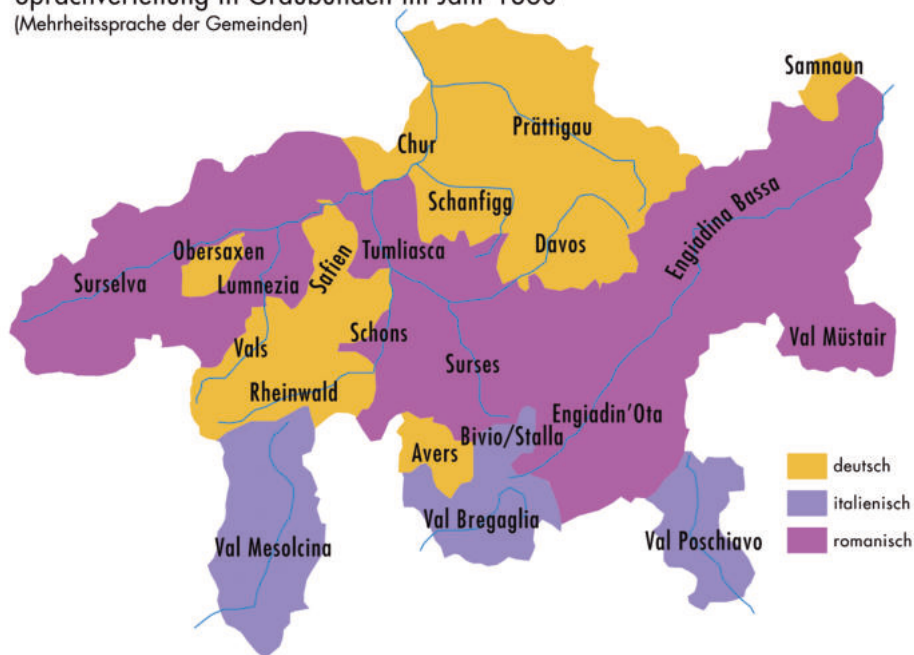 (Mehrheitssprache der Gemeinden)
Samnaun
Chur
Prättigau
Schanfigg
Engiadina Bassa
Obersaxen
Safien
Tumliasca
Davos
Surselva
Lumnezia
Vals
Schons
Val Müstair
Surses
Rheinwald
Engiadin'Ota
Bivio/Stalla
Avers
deutsch
italienisch
Val Bregaglia
Val Mesolcina
Val Poschiavo
romanisch